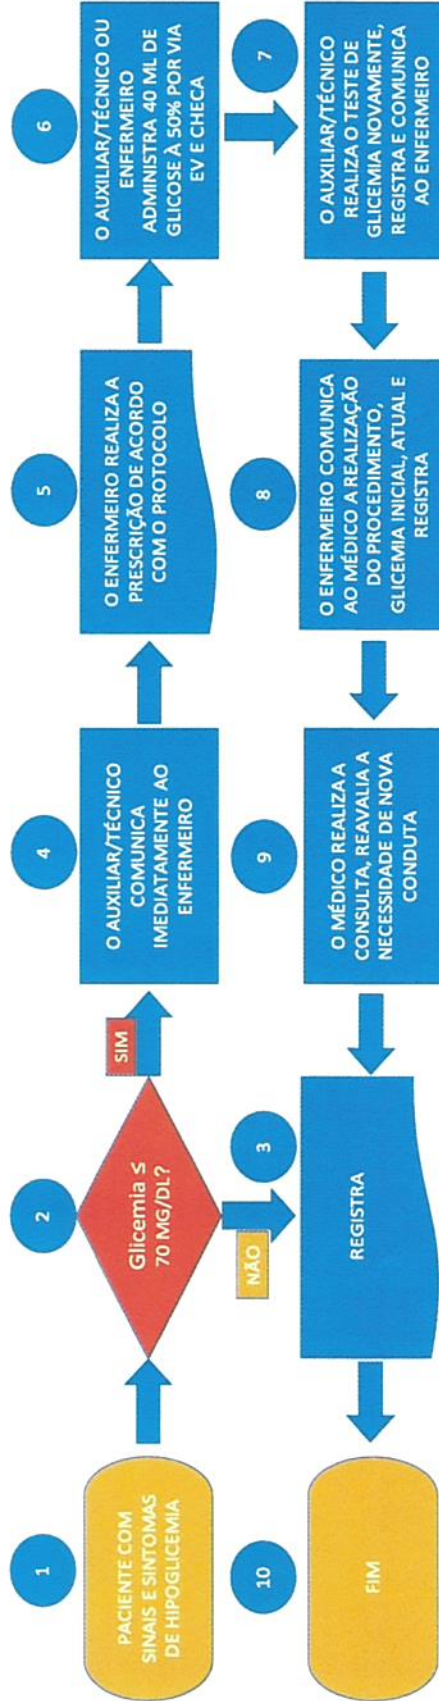 1
PACIENTE COM
SINAIS E SINTOMAS
DE HIPOGLICEMIA
2
Glicemia ≤
70 MG/DL?
SIM
NÃO
3
REGISTRA
4
O AUXILIAR/TÉCNICO
COMUNICA
IMEDIATAMENTE AO
ENFERMEIRO
5
O ENFERMEIRO REALIZA A
PRESCRIÇÃO DE ACORDO
COM O PROTOCOLO
6
O AUXILIAR/TÉCNICO OU
ENFERMEIRO
ADMINISTRA 40 ML DE
GLICOSE À 50% POR VIA
EV E CHECA
7
O AUXILIAR/TÉCNICO
REALIZA O TESTE DE
GLICEMIA NOVAMENTE,
REGISTRA E COMUNICA
AO ENFERMEIRO
8
O ENFERMEIRO COMUNICA
AO MÉDICO A REALIZAÇÃO
DO PROCEDIMENTO,
GLICEMIA INICIAL, ATUAL E
REGISTRA
9
O MÉDICO REALIZA A
CONSULTA, REAVALIA A
NECESSIDADE DE NOVA
CONDUTA
10
FIM